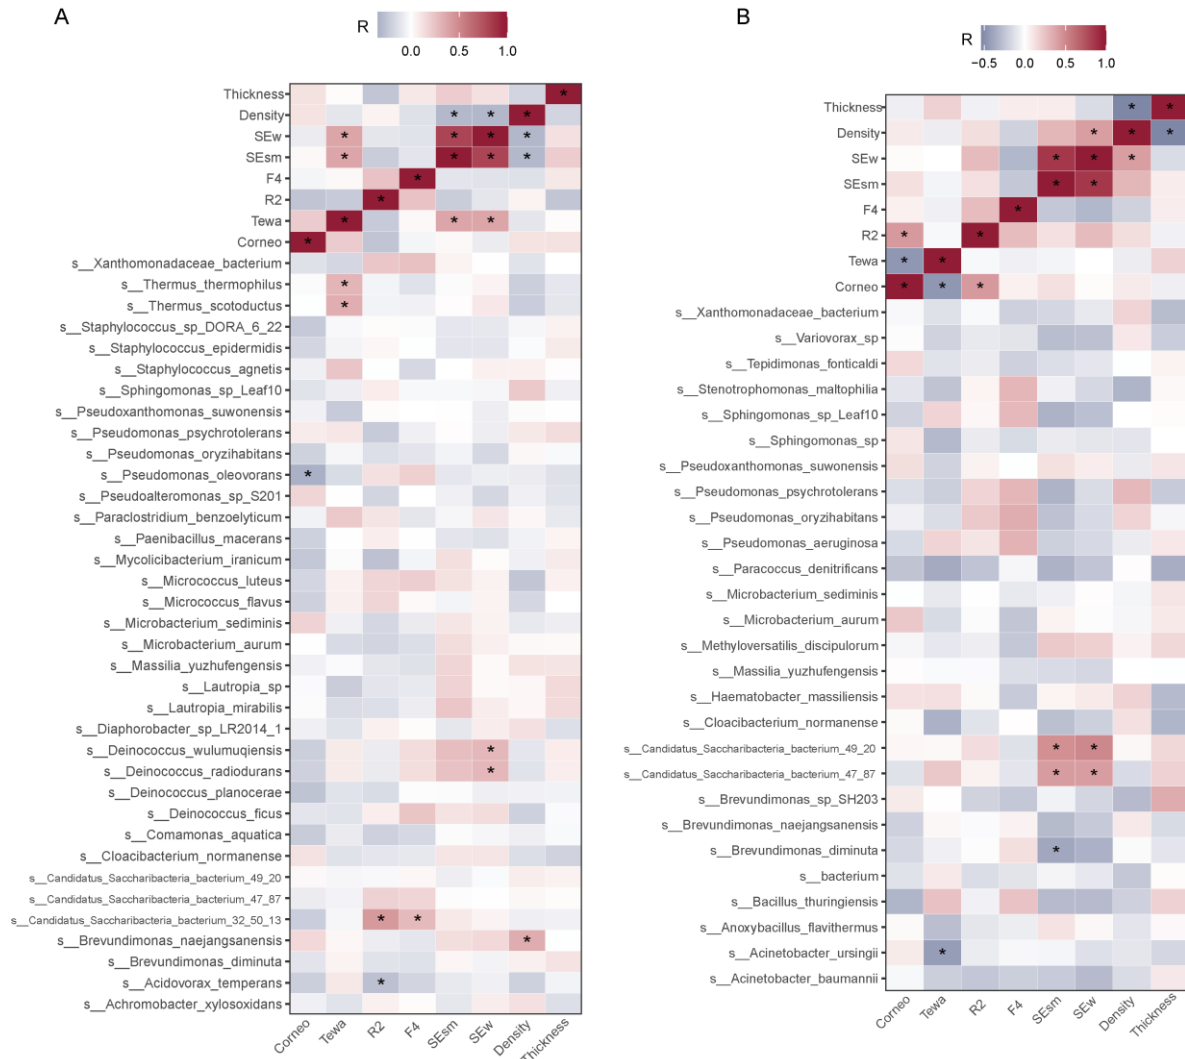 A
R
0.0 0.5 1.0
Thickness
Density
SEw
SEsm
F4
R2
Tewa
Corneo
s__Xanthomonadaceae_bacterium
s__Thermus_thermophilus
s__Thermus_scotoductus
s__Staphylococcus_sp_DORA_6_22
s__Staphylococcus_epidermidis
s__Staphylococcus_agnetis
s__Sphingomonas_sp_Leaf10
s__Pseudoxanthomonas_suwonensis
s__Pseudomonas_psychrotolerans
s__Pseudomonas_oryzihabitans
s__Pseudomonas_oleovorans
s__Pseudoalteromonas_sp_S201
s__Paraclostridium_benzoelyticum
s__Paenibacillus_macerans
s__Mycolicibacterium_iranicum
s__Micrococcus_luteus
s__Micrococcus_flavus
s__Microbacterium_sediminis
s__Microbacterium_aurum
s__Massilia_yuzhufengensis
s__Lautropia_sp
s__Lautropia_mirabilis
s__Diaphorobacter_sp_LR2014_1
s__Deinococcus_wulumuqiensis
s__Deinococcus_radiodurans
s__Deinococcus_planocerae
s__Deinococcus_ficus
s__Comamonas_aquatica
s__Cloacibacterium_normanense
s__Candidatus_Saccharibacteria_bacterium_49_20
s__Candidatus_Saccharibacteria_bacterium_47_87
s__Candidatus_Saccharibacteria_bacterium_32_50_13
s__Brevundimonas_naejangsanensis
s__Brevundimonas_diminuta
s__Acidovorax_temperans
s__Achromobacter_xylosoxidans
Corneo Tewa R2 F4 SEsm SEw Density Thickness
B
R
−0.5 0.0 0.5 1.0
Thickness
Density
SEw
SEsm
F4
R2
Tewa
Corneo
s__Xanthomonadaceae_bacterium
s__Variovorax_sp
s__Tepidimonas_fonticaldi
s__Stenotrophomonas_maltophilia
s__Sphingomonas_sp_Leaf10
s__Sphingomonas_sp
s__Pseudoxanthomonas_suwonensis
s__Pseudomonas_psychrotolerans
s__Pseudomonas_oryzihabitans
s__Pseudomonas_aeruginosa
s__Paracoccus_denitrificans
s__Microbacterium_sediminis
s__Microbacterium_aurum
s__Methyloversatilis_discipulorum
s__Massilia_yuzhufengensis
s__Haematobacter_massiliensis
s__Cloacibacterium_normanense
s__Candidatus_Saccharibacteria_bacterium_49_20
s__Candidatus_Saccharibacteria_bacterium_47_87
s__Brevundimonas_sp_SH203
s__Brevundimonas_naejangsanensis
s__Brevundimonas_diminuta
s__bacterium
s__Bacillus_thuringiensis
s__Anoxybacillus_flavithermus
s__Acinetobacter_ursingii
s__Acinetobacter_baumannii
Corneo Tewa R2 F4 SEsm SEw Density Thickness